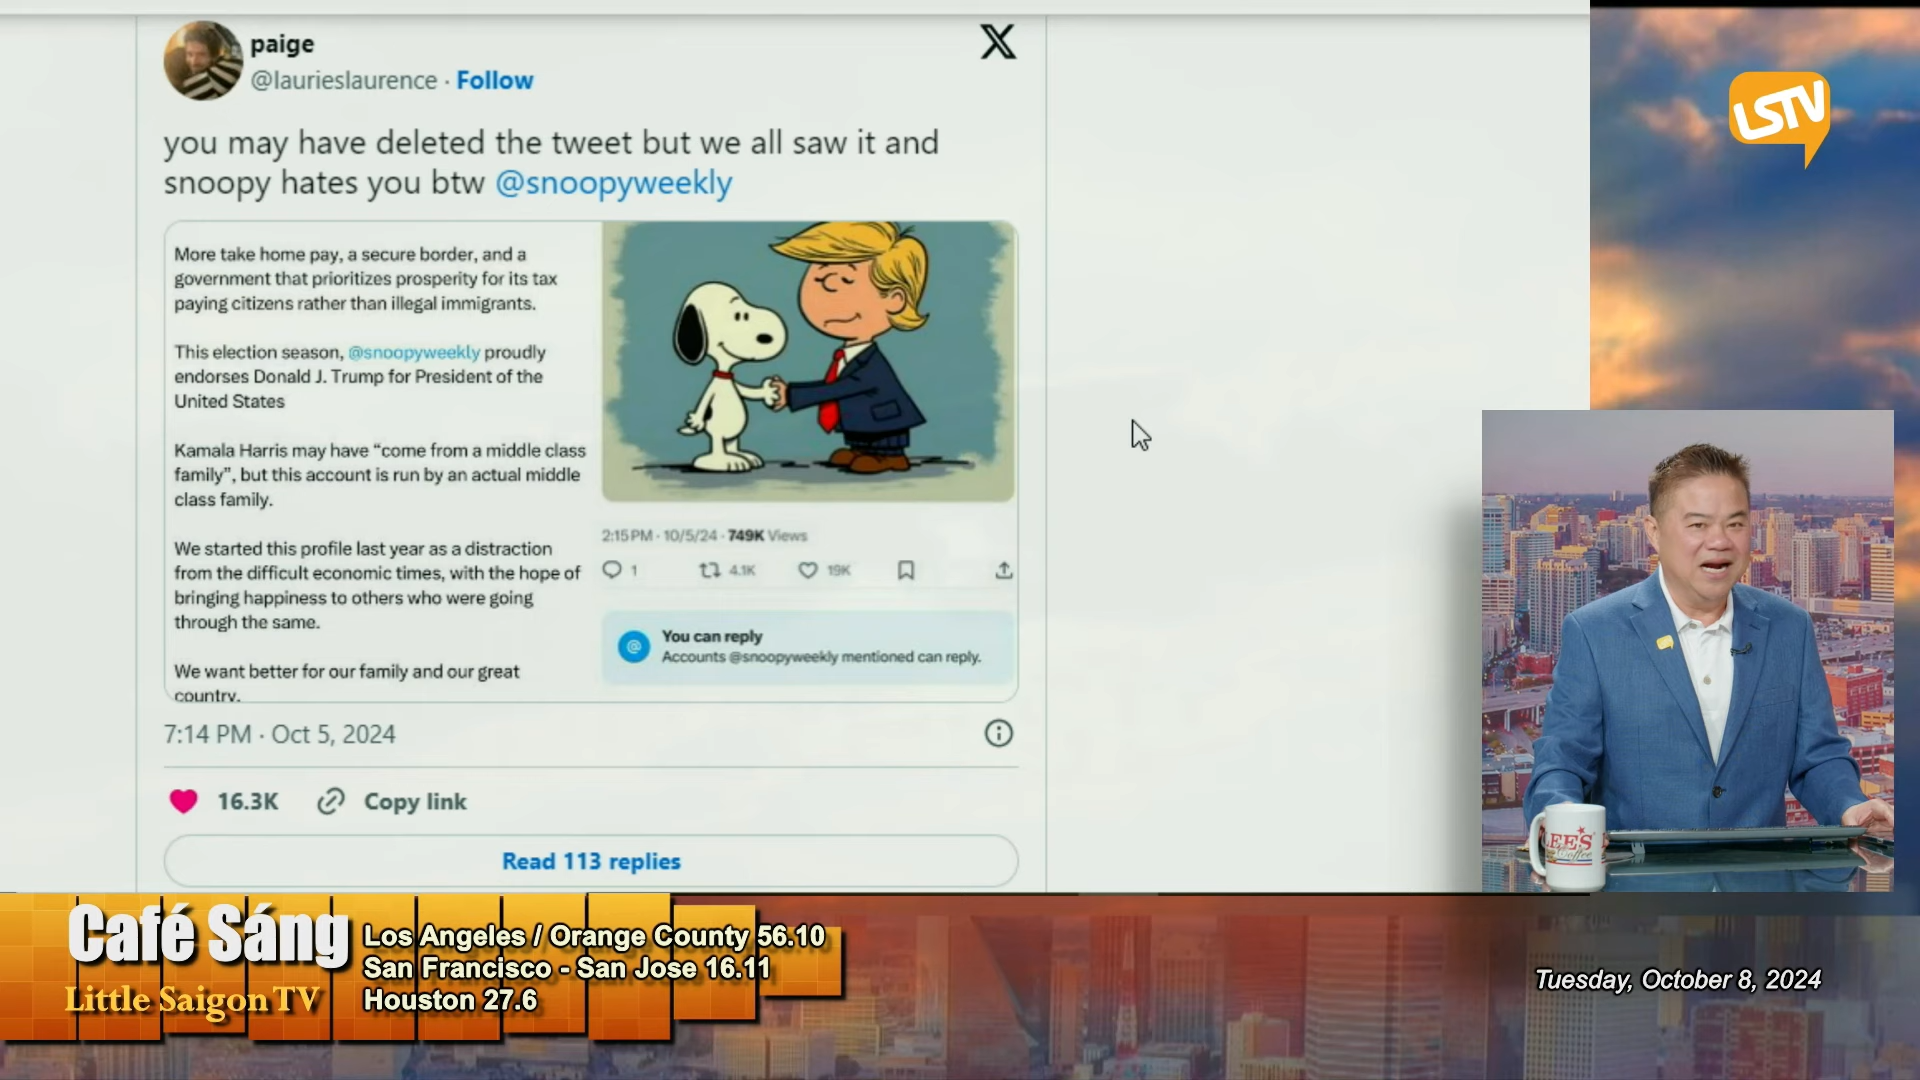 paige
@laurieslaurence · Follow
you may have deleted the tweet but we all saw it and
snoopy hates you btw @snoopyweekly
More take home pay, a secure border, and a
government that prioritizes prosperity for its tax
paying citizens rather than illegal immigrants.
This election season, @snoopyweekly proudly
endorses Donald J. Trump for President of the
United States
Kamala Harris may have “come from a middle class
family”, but this account is run by an actual middle
class family.
We started this profile last year as a distraction
from the difficult economic times, with the hope of
bringing happiness to others who were going
through the same.
We want better for our family and our great
country.
2:15 PM · 10/5/24 · 749K Views
1 4.1K 19K
You can reply
Accounts @snoopyweekly mentioned can reply.
7:14 PM · Oct 5, 2024
16.3K Copy link
Read 113 replies
LSTV
LEE'S
Coffee
Café Sáng
Little Saigon TV
Los Angeles / Orange County 56.10
San Francisco - San Jose 16.11
Houston 27.6
Tuesday, October 8, 2024